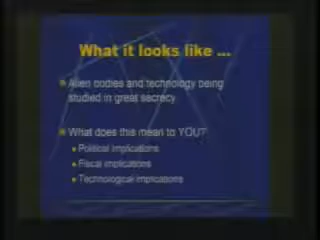 What it looks like ...
Alien bodies and technology being
studied in great secrecy
What does this mean to YOU?
Political implications
Fiscal implications
Technological implications